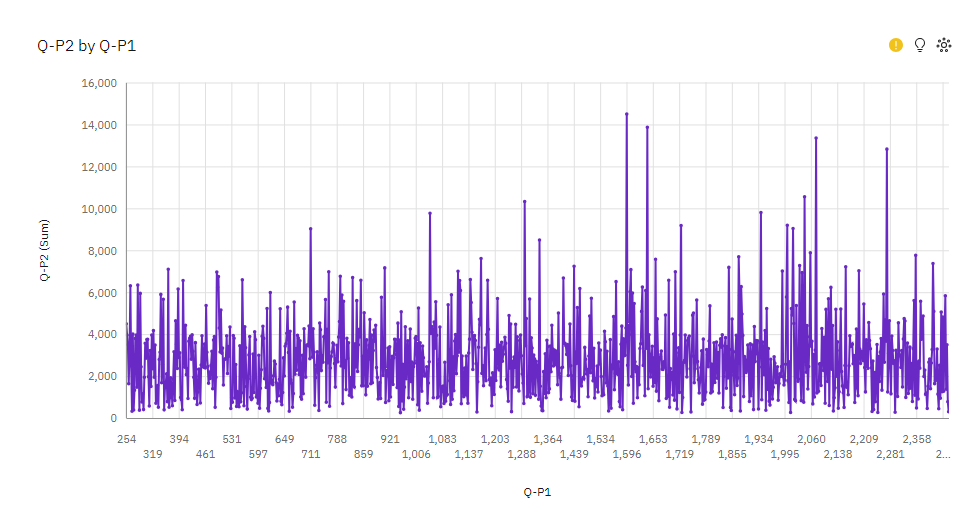 Q-P2 by Q-P1
16,000
14,000
12,000
10,000
8,000
6,000
4,000
2,000
0
Q-P2 (Sum)
254 394 531 649 788 921 1,083 1,203 1,364 1,534 1,653 1,789 1,934 2,060 2,209 2,358
319 461 597 711 859 1,006 1,137 1,288 1,439 1,596 1,719 1,855 1,995 2,138 2,281 2...
Q-P1